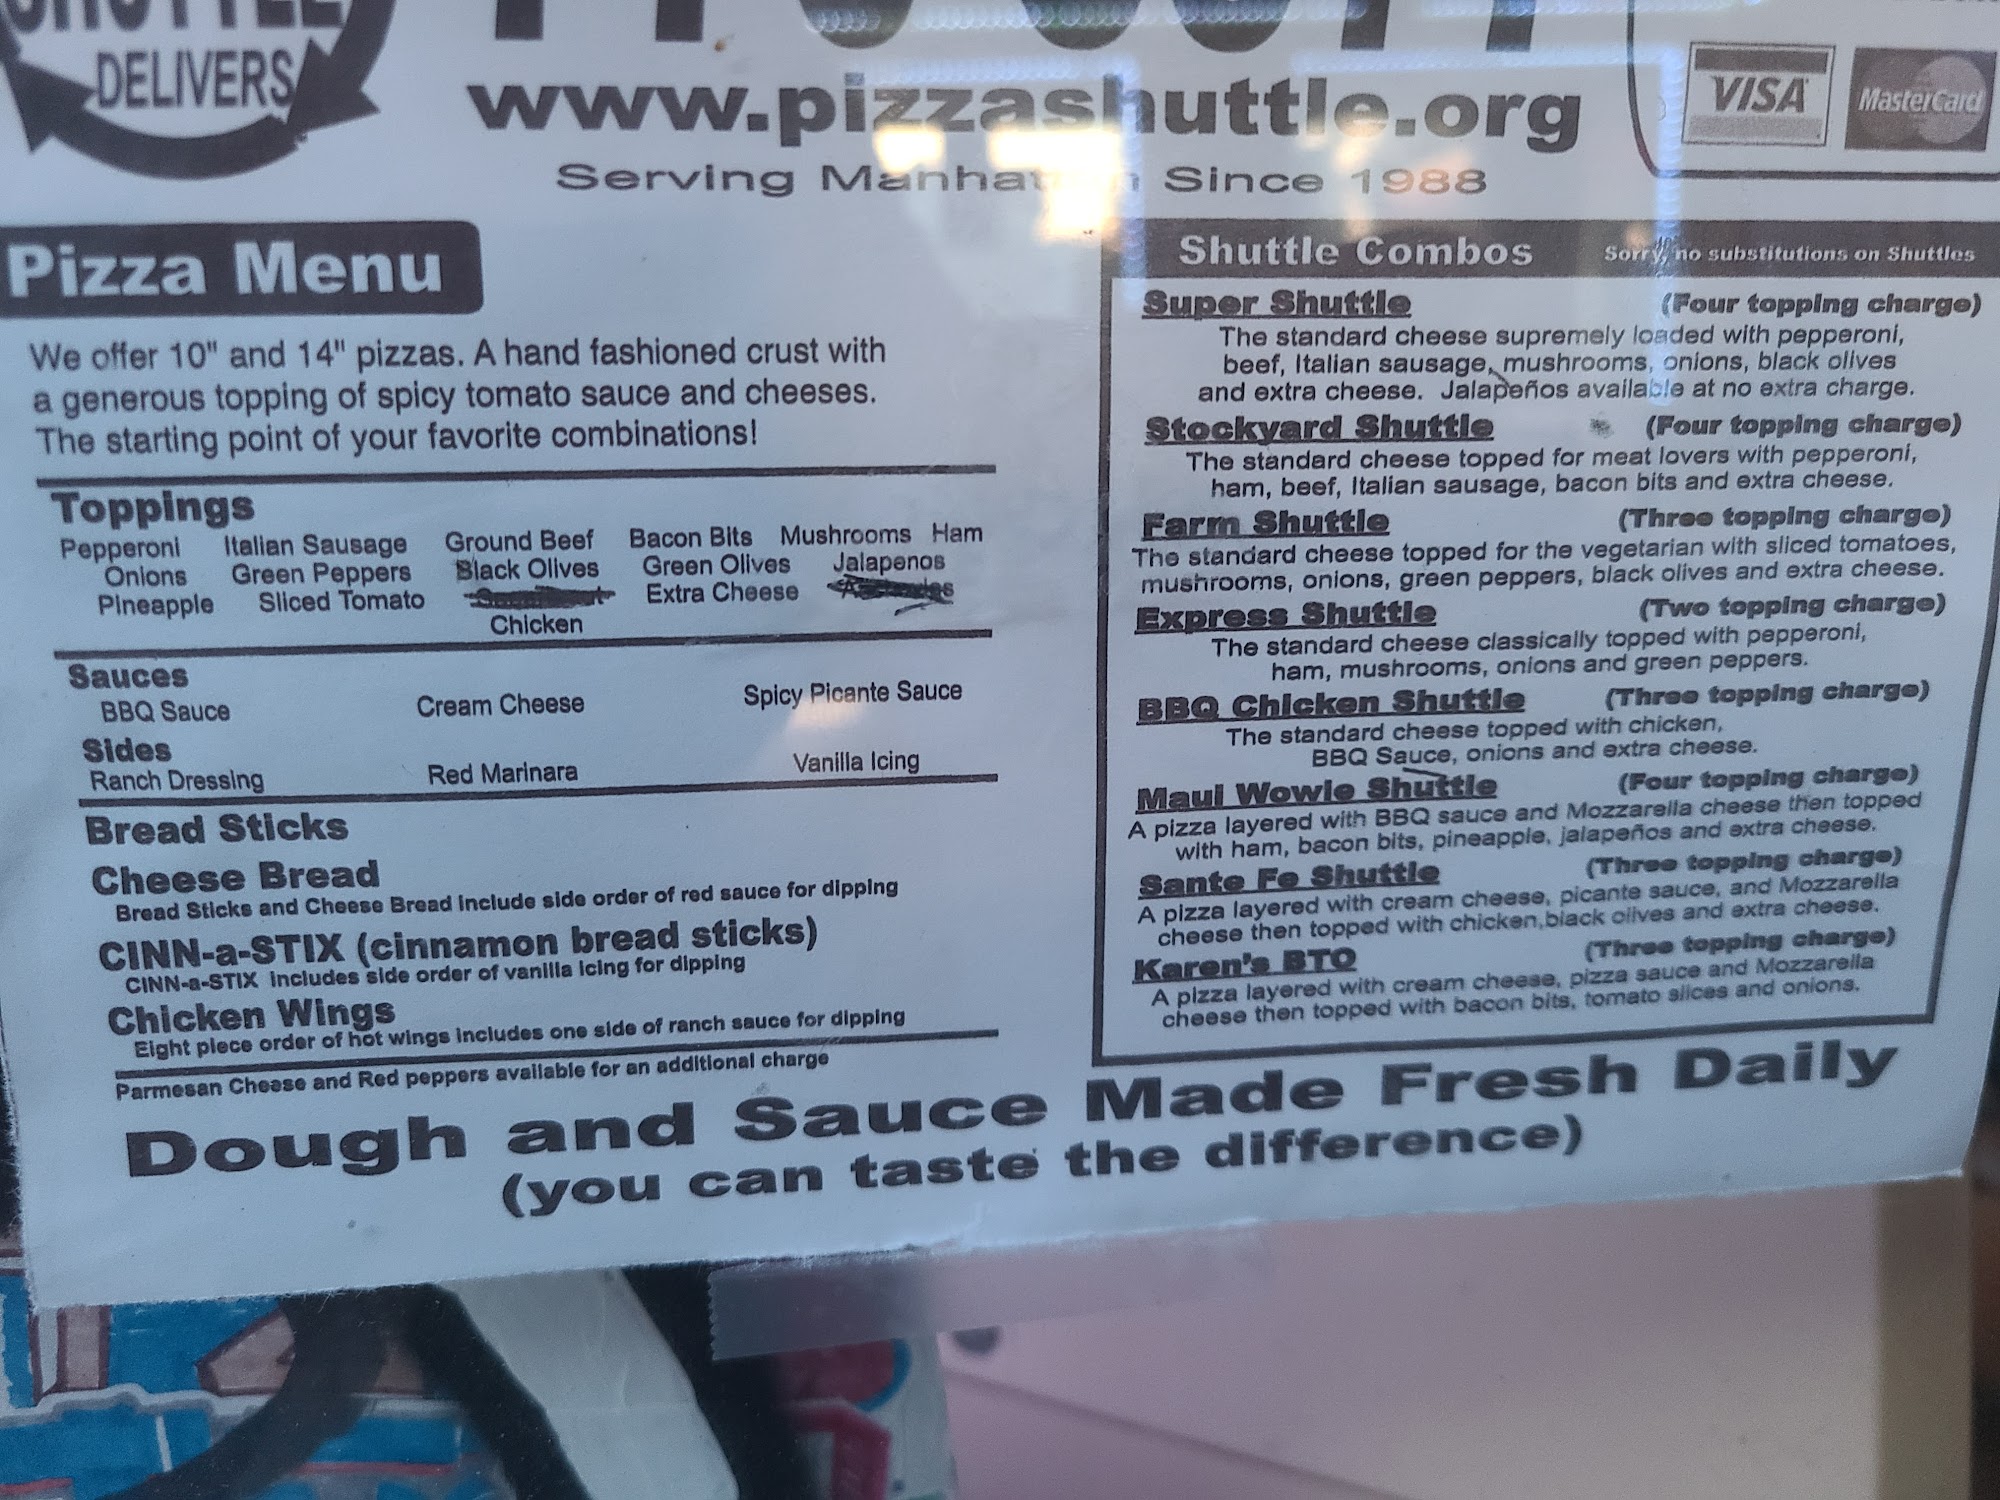 DELIVERS
www.pizzashuttle.org
Serving Manhattan Since 1988
VISA
MasterCard
Pizza Menu
We offer 10" and 14" pizzas. A hand fashioned crust with
a generous topping of spicy tomato sauce and cheeses.
The starting point of your favorite combinations!
Toppings
Pepperoni Italian Sausage Ground Beef Bacon Bits Mushrooms Ham
Onions Green Peppers Black Olives Green Olives Jalapenos
Pineapple Sliced Tomato Extra Cheese
Chicken
Sauces
BBQ Sauce Cream Cheese Spicy Picante Sauce
Sides
Ranch Dressing Red Marinara Vanilla Icing
Bread Sticks
Cheese Bread
Bread Sticks and Cheese Bread include side order of red sauce for dipping
CINN-a-STIX (cinnamon bread sticks)
CINN-a-STIX includes side order of vanilla icing for dipping
Chicken Wings
Eight piece order of hot wings includes one side of ranch sauce for dipping
Parmesan Cheese and Red peppers available for an additional charge
Shuttle Combos Sorry, no substitutions on Shuttles
Super Shuttle (Four topping charge)
The standard cheese supremely loaded with pepperoni,
beef, Italian sausage, mushrooms, onions, black olives
and extra cheese. Jalapeños available at no extra charge.
Stockyard Shuttle (Four topping charge)
The standard cheese topped for meat lovers with pepperoni,
ham, beef, Italian sausage, bacon bits and extra cheese.
Farm Shuttle (Three topping charge)
The standard cheese topped for the vegetarian with sliced tomatoes,
mushrooms, onions, green peppers, black olives and extra cheese.
Express Shuttle (Two topping charge)
The standard cheese classically topped with pepperoni,
ham, mushrooms, onions and green peppers.
BBQ Chicken Shuttle (Three topping charge)
The standard cheese topped with chicken,
BBQ Sauce, onions and extra cheese.
Maui Wowie Shuttle (Four topping charge)
A pizza layered with BBQ sauce and Mozzarella cheese then topped
with ham, bacon bits, pineapple, jalapeños and extra cheese.
Sante Fe Shuttle (Three topping charge)
A pizza layered with cream cheese, picante sauce, and Mozzarella
cheese then topped with chicken,black olives and extra cheese.
Karen's BTO (Three topping charge)
A pizza layered with cream cheese, pizza sauce and Mozzarella
cheese then topped with bacon bits, tomato slices and onions.
Dough and Sauce Made Fresh Daily
(you can taste the difference)